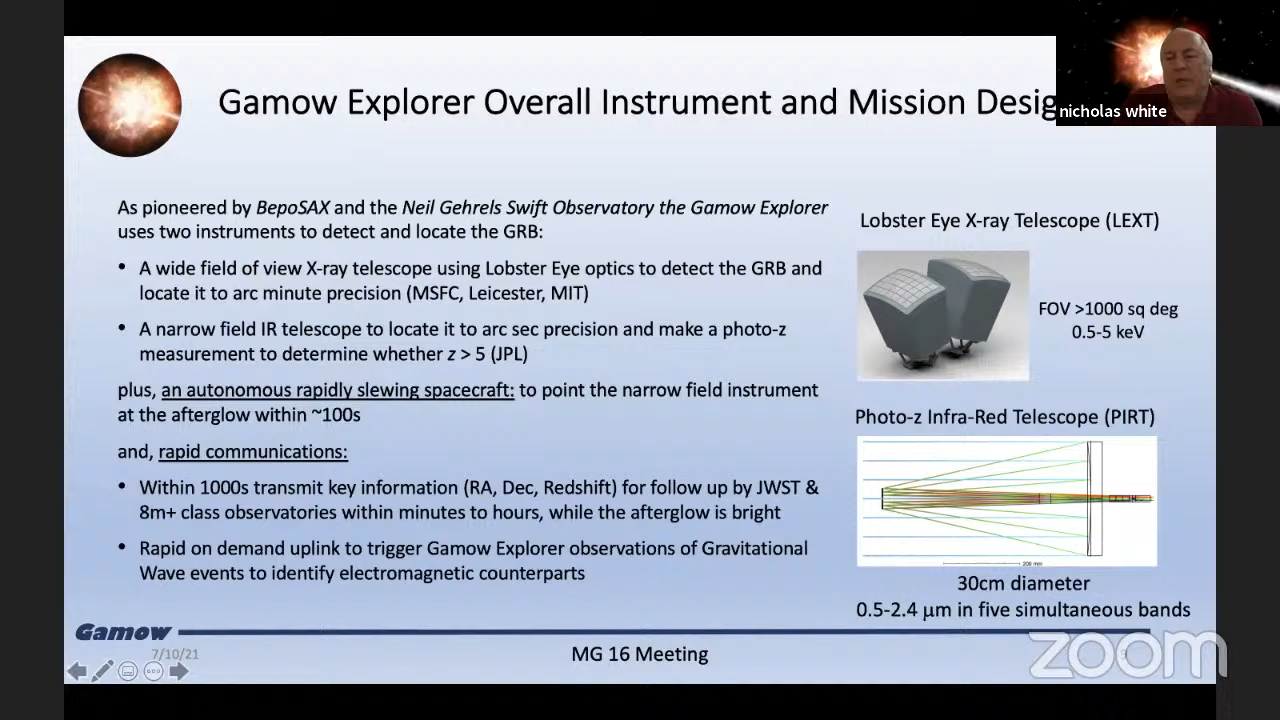 Gamow Explorer Overall Instrument and Mission Desig
nicholas white
As pioneered by BepoSAX and the Neil Gehrels Swift Observatory the Gamow Explorer
uses two instruments to detect and locate the GRB:
• A wide field of view X-ray telescope using Lobster Eye optics to detect the GRB and
locate it to arc minute precision (MSFC, Leicester, MIT)
• A narrow field IR telescope to locate it to arc sec precision and make a photo-z
measurement to determine whether z > 5 (JPL)
plus, an autonomous rapidly slewing spacecraft: to point the narrow field instrument
at the afterglow within ~100s
and, rapid communications:
• Within 1000s transmit key information (RA, Dec, Redshift) for follow up by JWST &
8m+ class observatories within minutes to hours, while the afterglow is bright
• Rapid on demand uplink to trigger Gamow Explorer observations of Gravitational
Wave events to identify electromagnetic counterparts
Lobster Eye X-ray Telescope (LEXT)
FOV >1000 sq deg
0.5-5 keV
Photo-z Infra-Red Telescope (PIRT)
200 mm
30cm diameter
0.5-2.4 μm in five simultaneous bands
Gamow
7/10/21
MG 16 Meeting
zoom